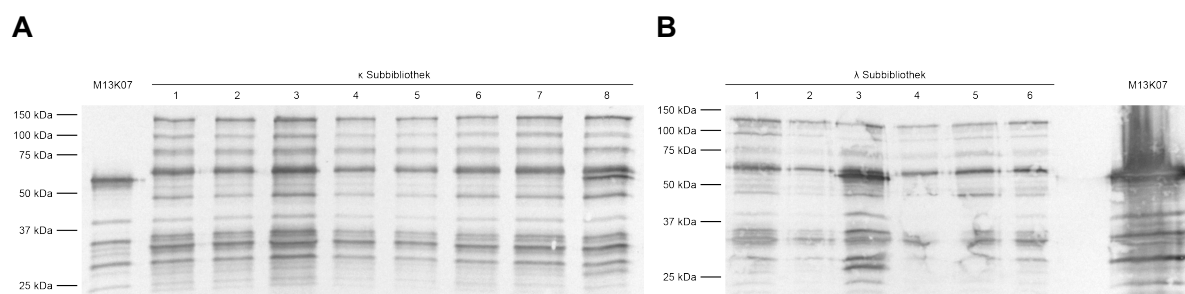 A
κ Subbibliothek
M13K07
1 2 3 4 5 6 7 8
150 kDa
100 kDa
75 kDa
50 kDa
37 kDa
25 kDa
B
λ Subbibliothek
M13K07
1 2 3 4 5 6
150 kDa
100 kDa
75 kDa
50 kDa
37 kDa
25 kDa